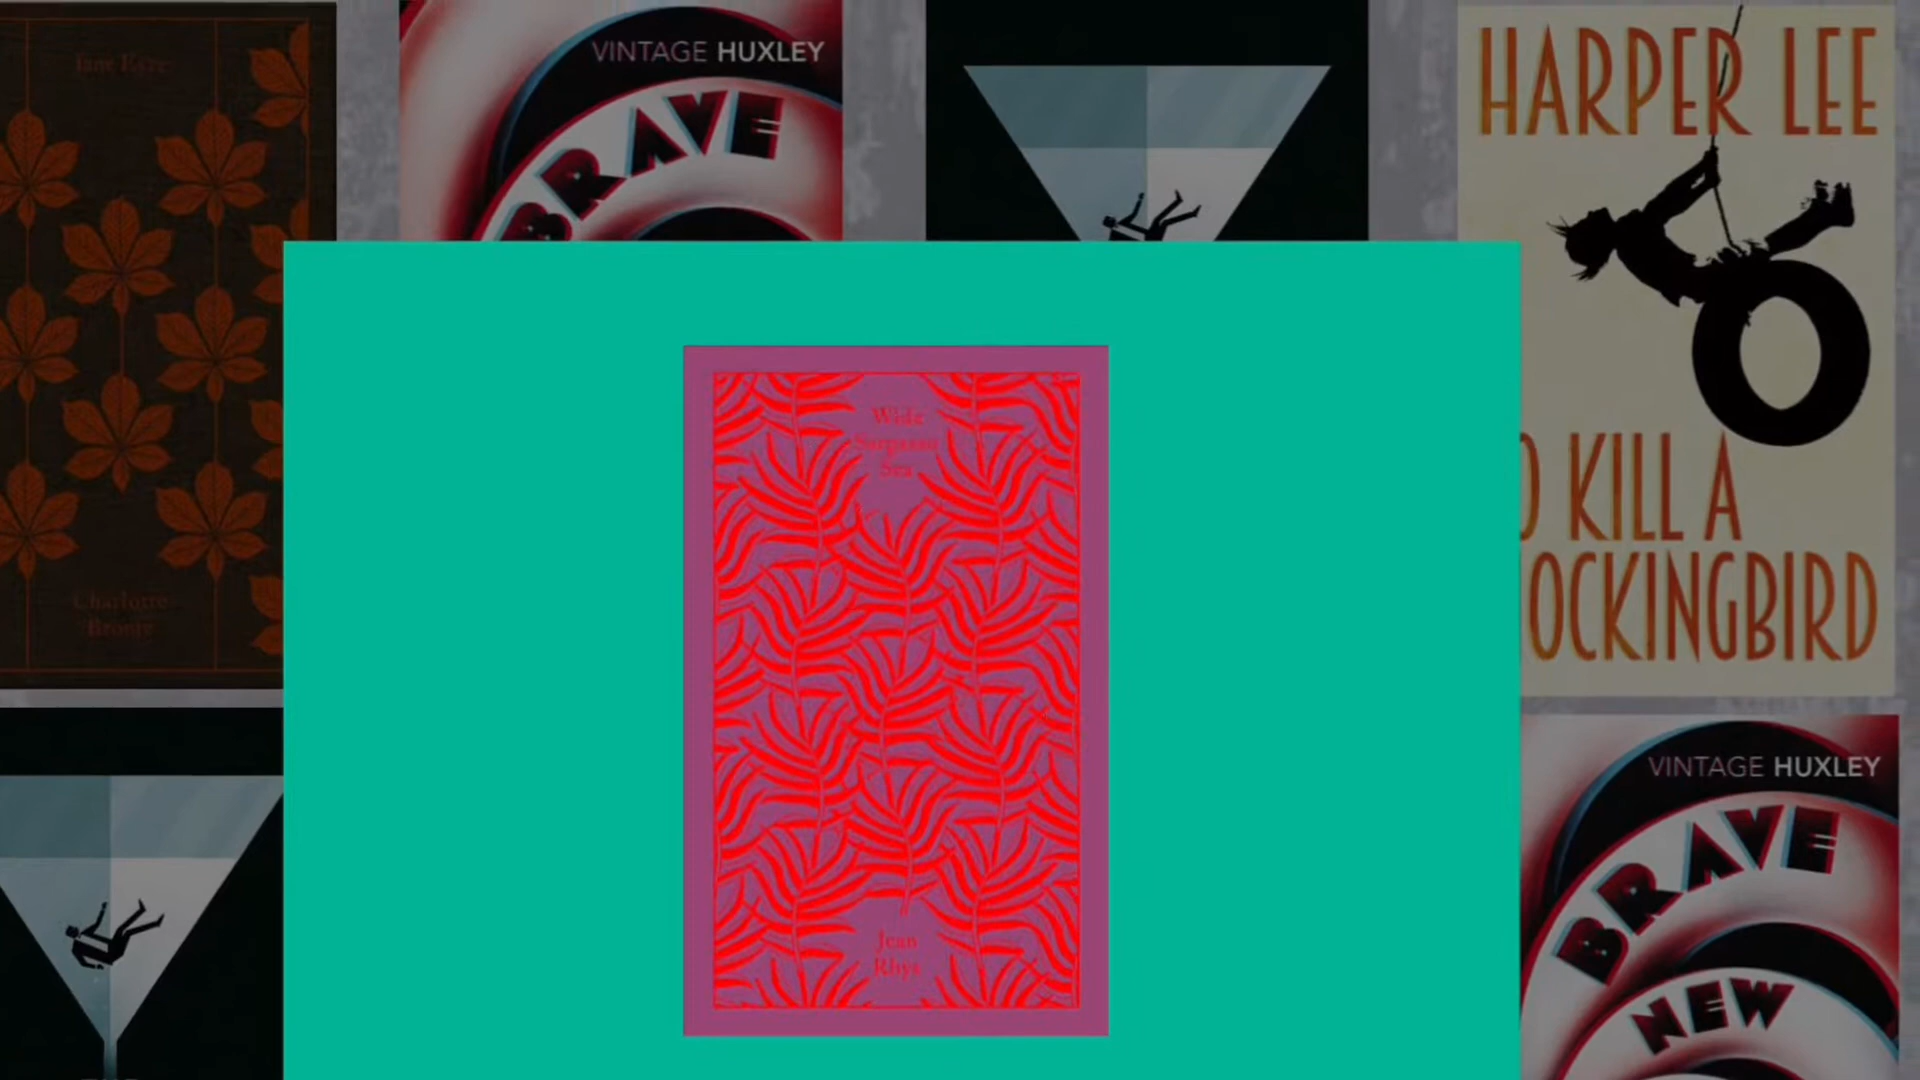 Jane Eyre
Charlotte
Brontë
VINTAGE HUXLEY
BRAVE
HARPER LEE
O KILL A
OCKINGBIRD
Wide
Sargasso
Sea
Jean
Rhys
VINTAGE HUXLEY
BRAVE
NEW